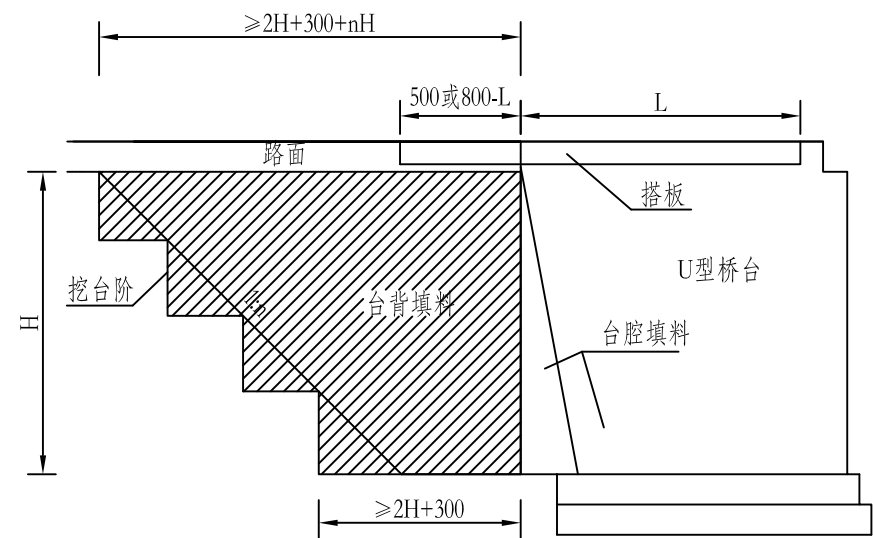 ≥2H+300+nH
500或800-L
L
路面
搭板
U型桥台
挖台阶
1:n
台背填料
H
台腔填料
≥2H+300